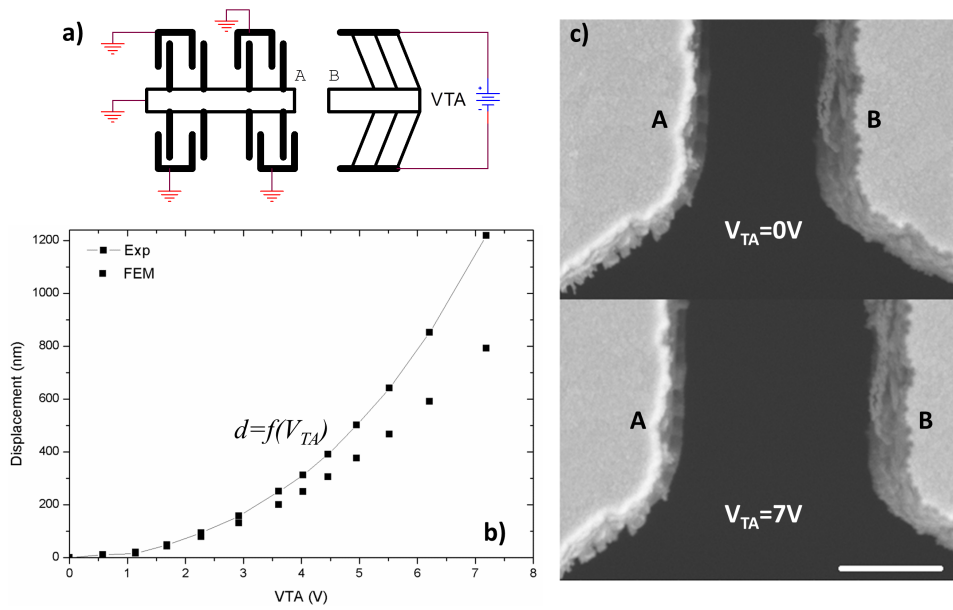 a)
A B
VTA
+
-
1200
1000
800
600
400
200
0
Displacement (nm)
Exp
FEM
d=f(VTA)
b)
0 1 2 3 4 5 6 7 8
VTA (V)
c)
A B
VTA=0V
A B
VTA=7V